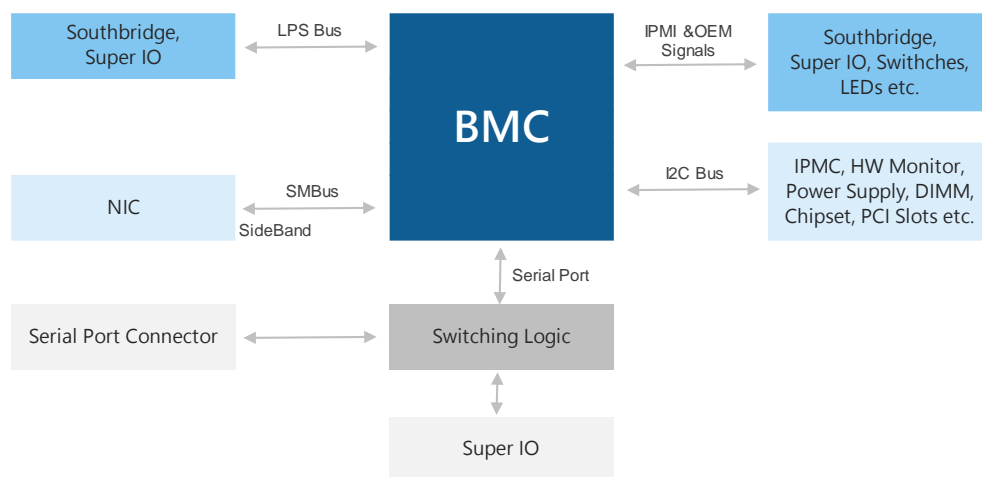 Southbridge,
Super IO
LPS Bus
BMC
IPMI &OEM
Signals
Southbridge,
Super IO, Swithches,
LEDs etc.
NIC
SMBus
SideBand
I2C Bus
IPMC, HW Monitor,
Power Supply, DIMM,
Chipset, PCI Slots etc.
Serial Port
Serial Port Connector
Switching Logic
Super IO